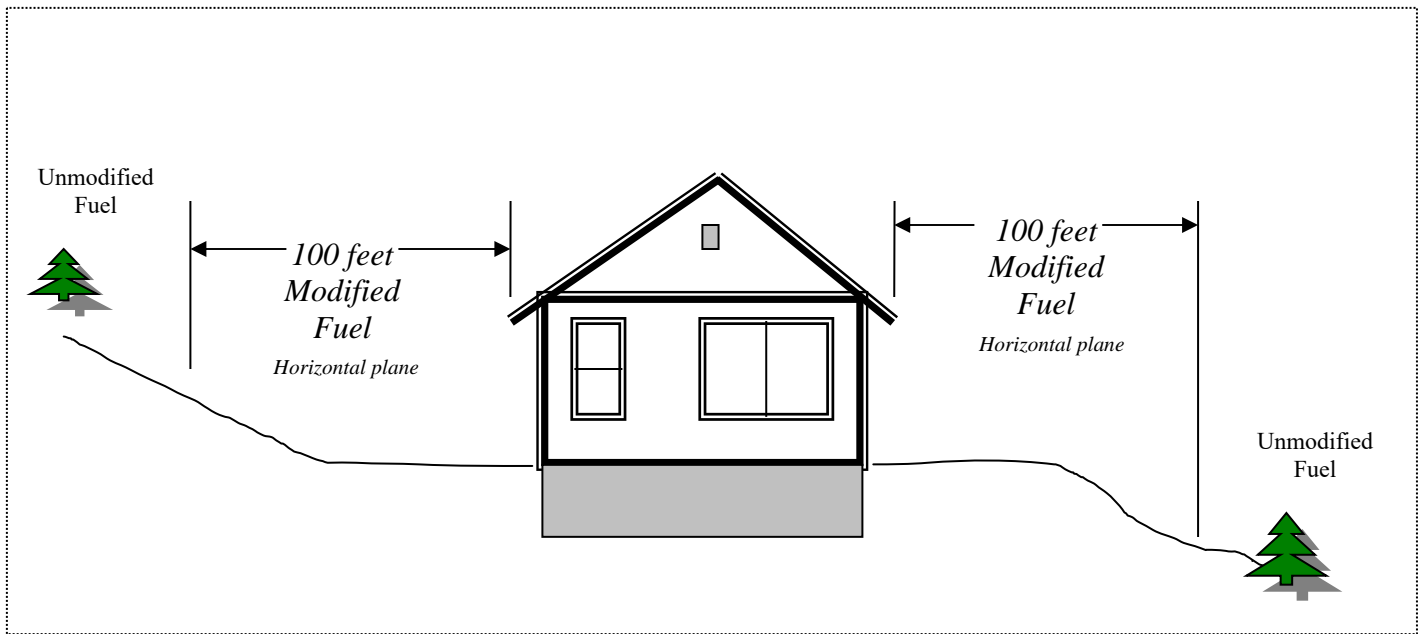 Unmodified
Fuel
100 feet
Modified
Fuel
Horizontal plane
100 feet
Modified
Fuel
Horizontal plane
Unmodified
Fuel